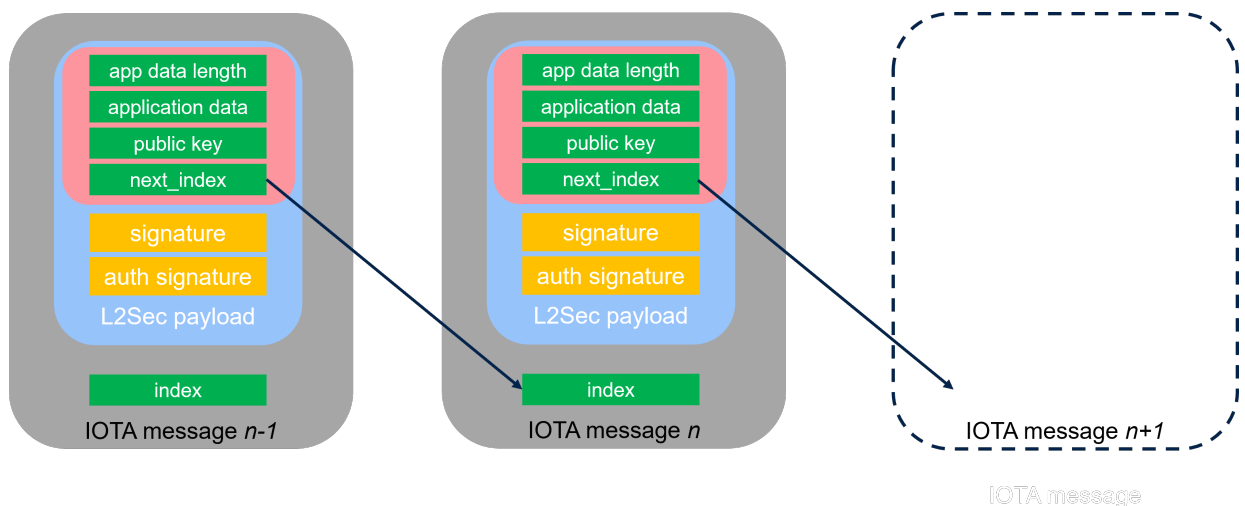 app data length
application data
public key
next_index
signature
auth signature
L2Sec payload
index
IOTA message n-1
app data length
application data
public key
next_index
signature
auth signature
L2Sec payload
index
IOTA message n
IOTA message n+1
IOTA message